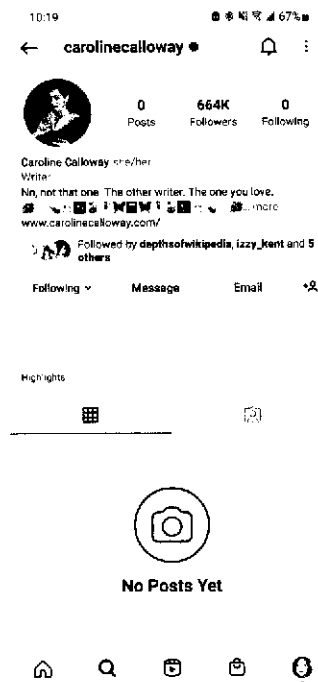 10:19 67%
carolinecalloway
0 664K 0
Posts Followers Following
Caroline Calloway she/her
Writer
No, not that one. The other writer. The one you love.
... more
www.carolinecalloway.com/
Followed by depthsofwikipedia, izzy_kent and 5
others
Following Message Email
Highlights
No Posts Yet